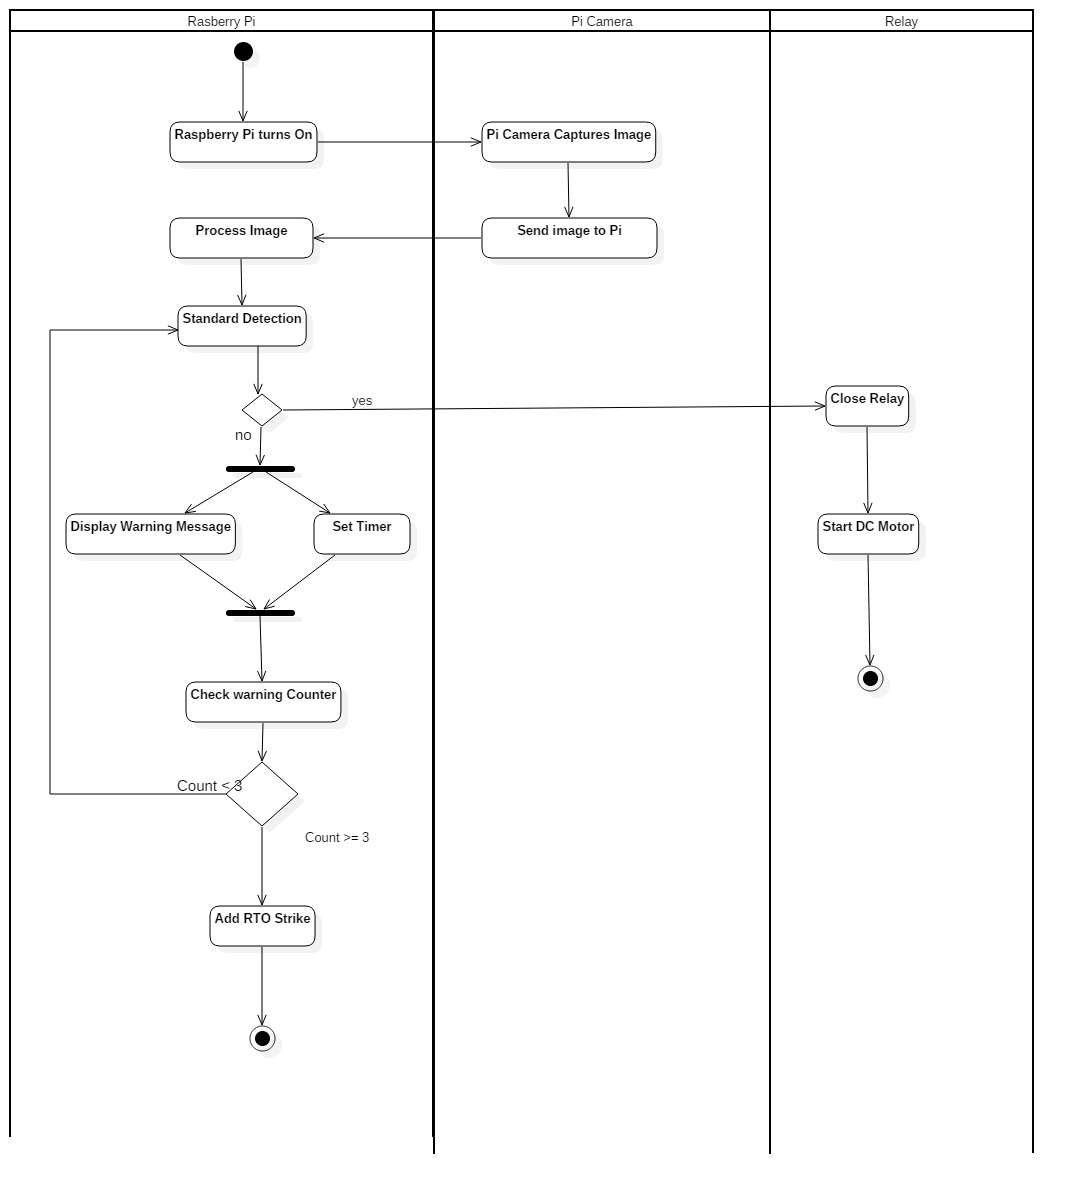 Rasberry Pi
Pi Camera
Relay
Raspberry Pi turns On
Pi Camera Captures Image
Process Image
Send image to Pi
Standard Detection
yes
Close Relay
no
Display Warning Message
Set Timer
Start DC Motor
Check warning Counter
Count < 3
Count >= 3
Add RTO Strike